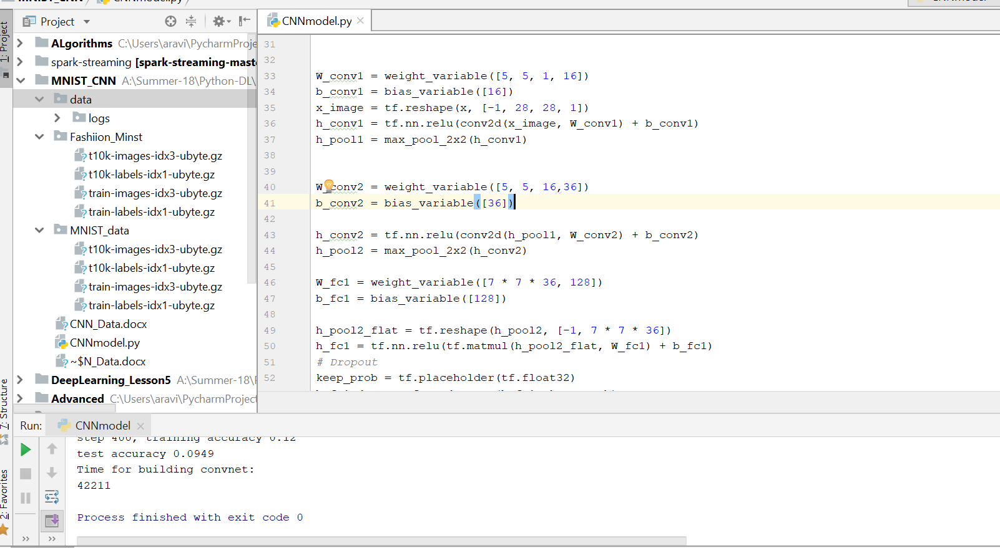 MNIST_CNN
CNNmodel.py
Project
CNNmodel.py
1: Project
ALgorithms C:\Users\aravi\PycharmProje
spark-streaming [spark-streaming-mast
MNIST_CNN A:\Summer-18\Python-DL\
data
logs
Fashiion_Minst
t10k-images-idx3-ubyte.gz
t10k-labels-idx1-ubyte.gz
train-images-idx3-ubyte.gz
train-labels-idx1-ubyte.gz
MNIST_data
t10k-images-idx3-ubyte.gz
t10k-labels-idx1-ubyte.gz
train-images-idx3-ubyte.gz
train-labels-idx1-ubyte.gz
CNN_Data.docx
CNNmodel.py
~$N_Data.docx
DeepLearning_Lesson5 A:\Summer-18\
Advanced C:\Users\aravi\PycharmProject
31
32
33 W_conv1 = weight_variable([5, 5, 1, 16])
34 b_conv1 = bias_variable([16])
35 x_image = tf.reshape(x, [-1, 28, 28, 1])
36 h_conv1 = tf.nn.relu(conv2d(x_image, W_conv1) + b_conv1)
37 h_pool1 = max_pool_2x2(h_conv1)
38
39
40 W_conv2 = weight_variable([5, 5, 16,36])
41 b_conv2 = bias_variable([36])
42
43 h_conv2 = tf.nn.relu(conv2d(h_pool1, W_conv2) + b_conv2)
44 h_pool2 = max_pool_2x2(h_conv2)
45
46 W_fc1 = weight_variable([7 * 7 * 36, 128])
47 b_fc1 = bias_variable([128])
48
49 h_pool2_flat = tf.reshape(h_pool2, [-1, 7 * 7 * 36])
50 h_fc1 = tf.nn.relu(tf.matmul(h_pool2_flat, W_fc1) + b_fc1)
51 # Dropout
52 keep_prob = tf.placeholder(tf.float32)
7: Structure
2: Favorites
Run: CNNmodel
step 400, training accuracy 0.12
test accuracy 0.0949
Time for building convnet:
42211
Process finished with exit code 0